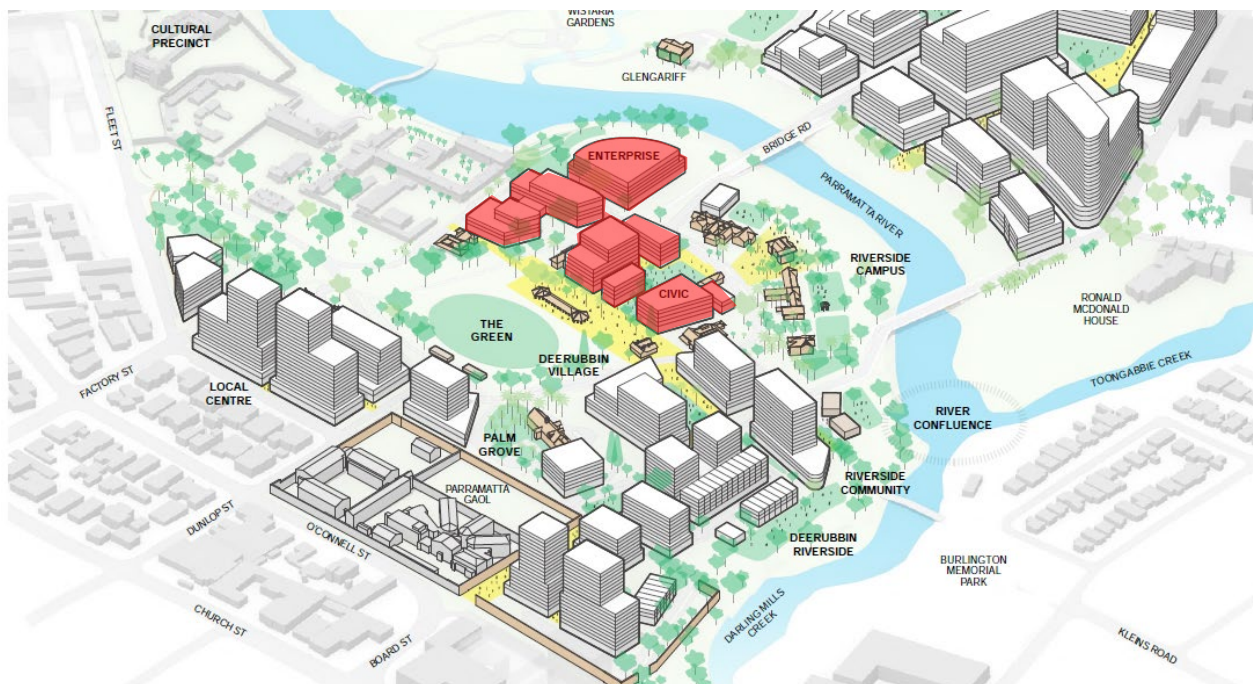 WISTARIA
GARDENS
CULTURAL
PRECINCT
GLENGARIFF
FLEET ST
ENTERPRISE
BRIDGE RD
PARRAMATTA RIVER
RIVERSIDE
CAMPUS
CIVIC
RONALD
MCDONALD
HOUSE
THE
GREEN
DEERUBBIN
VILLAGE
TOONGABBIE CREEK
FACTORY ST
LOCAL
CENTRE
RIVER
CONFLUENCE
PALM
GROVE
PARRAMATTA
GAOL
RIVERSIDE
COMMUNITY
DUNLOP ST
O'CONNELL ST
DEERUBBIN
RIVERSIDE
BURLINGTON
MEMORIAL
PARK
DARLING MILLS
CREEK
CHURCH ST
BOARD ST
KLEINS ROAD